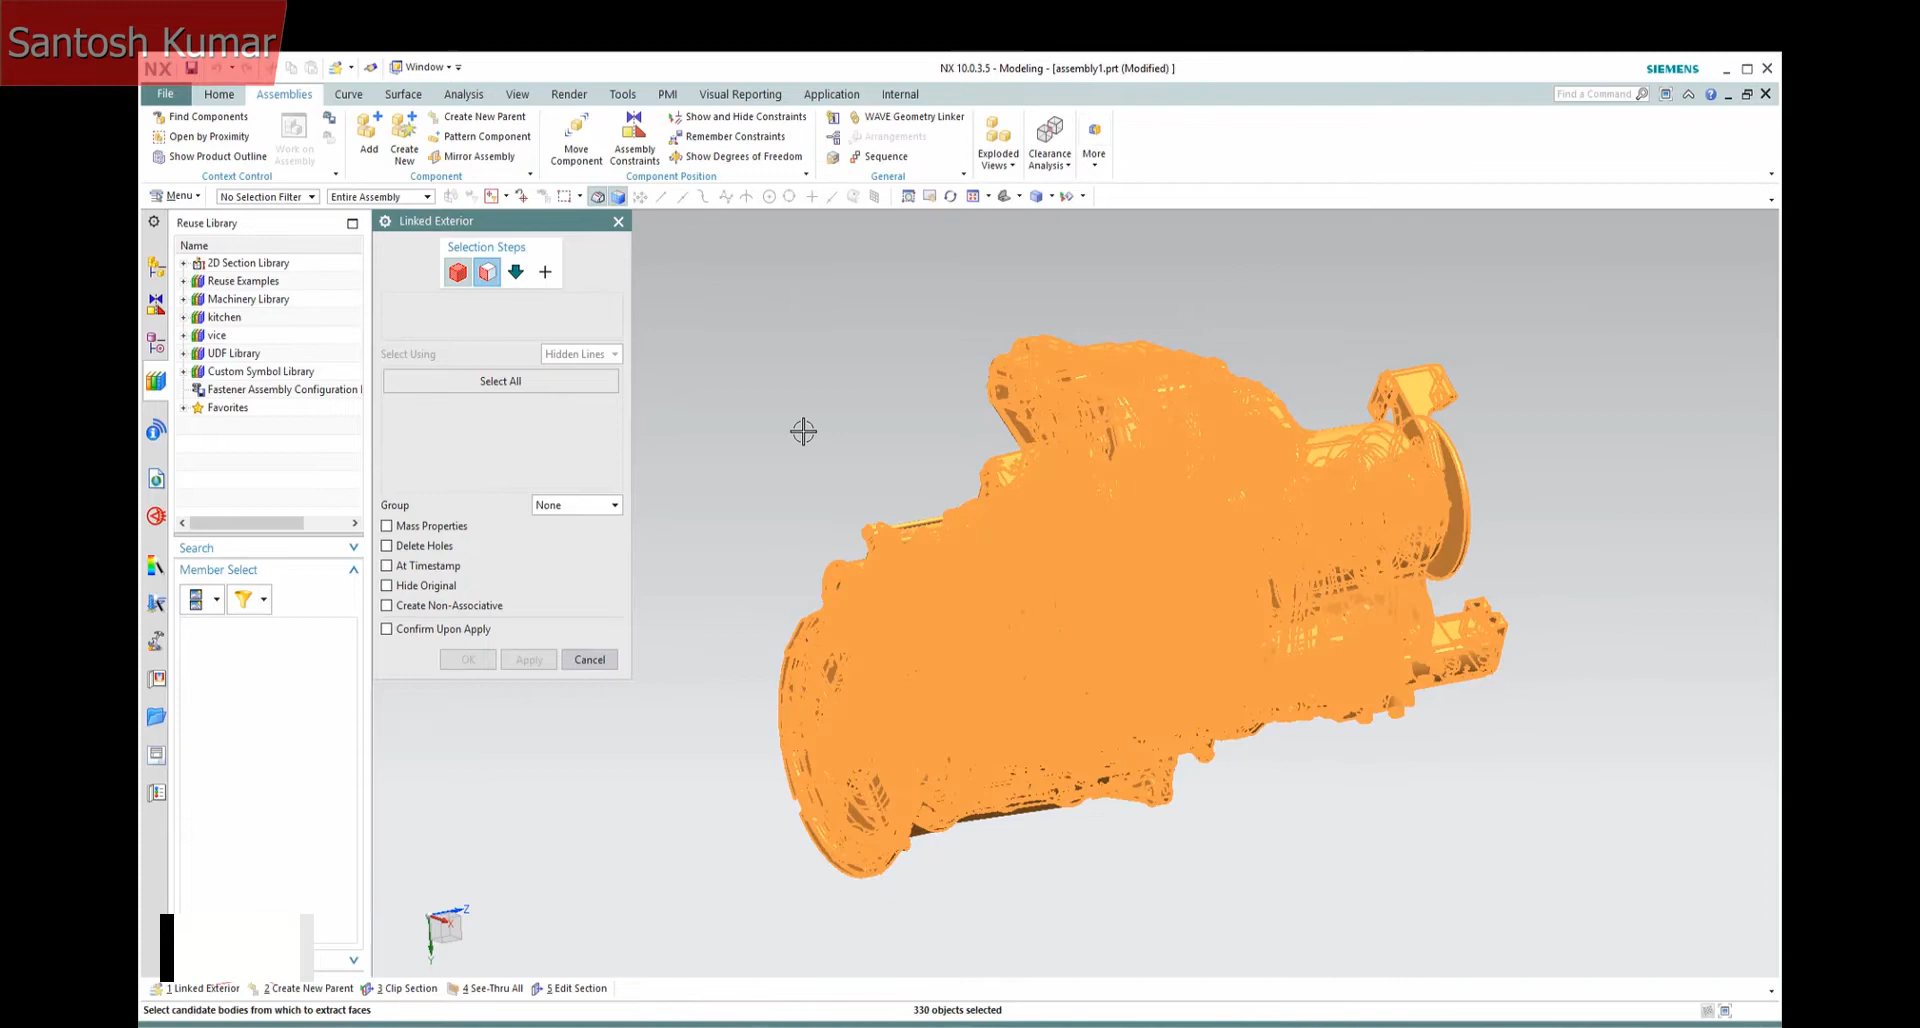 Santosh Kumar
NX
Window
NX 10.0.3.5 - Modeling - [assembly1.prt (Modified) ]
SIEMENS
File
Home
Assemblies
Curve
Surface
Analysis
View
Render
Tools
PMI
Visual Reporting
Application
Internal
Find a Command
Find Components
Open by Proximity
Show Product Outline
Work on
Assembly
Context Control
Add
Create
New
Create New Parent
Pattern Component
Mirror Assembly
Component
Move
Component
Assembly
Constraints
Show and Hide Constraints
Remember Constraints
Show Degrees of Freedom
Component Position
WAVE Geometry Linker
Arrangements
Sequence
General
Exploded
Views
Clearance
Analysis
More
Menu
No Selection Filter
Entire Assembly
Reuse Library
Name
2D Section Library
Reuse Examples
Machinery Library
kitchen
vice
UDF Library
Custom Symbol Library
Fastener Assembly Configuration
Favorites
Search
Member Select
Linked Exterior
Selection Steps
Select Using
Hidden Lines
Select All
Group
None
Mass Properties
Delete Holes
At Timestamp
Hide Original
Create Non-Associative
Confirm Upon Apply
OK
Apply
Cancel
Z
X
Y
1 Linked Exterior
2 Create New Parent
3 Clip Section
4 See-Thru All
5 Edit Section
Select candidate bodies from which to extract faces
330 objects selected